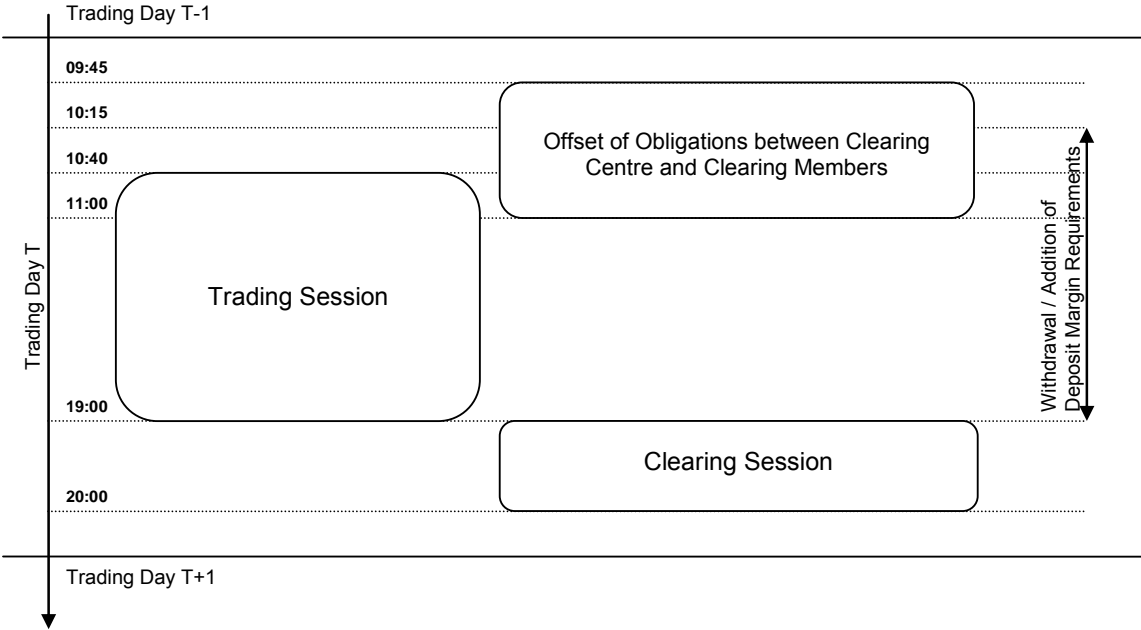 Trading Day T-1
09:45
10:15
Offset of Obligations between Clearing
Centre and Clearing Members
10:40
11:00
Trading Day T
Trading Session
Withdrawal / Addition of
Deposit Margin Requirements
19:00
Clearing Session
20:00
Trading Day T+1